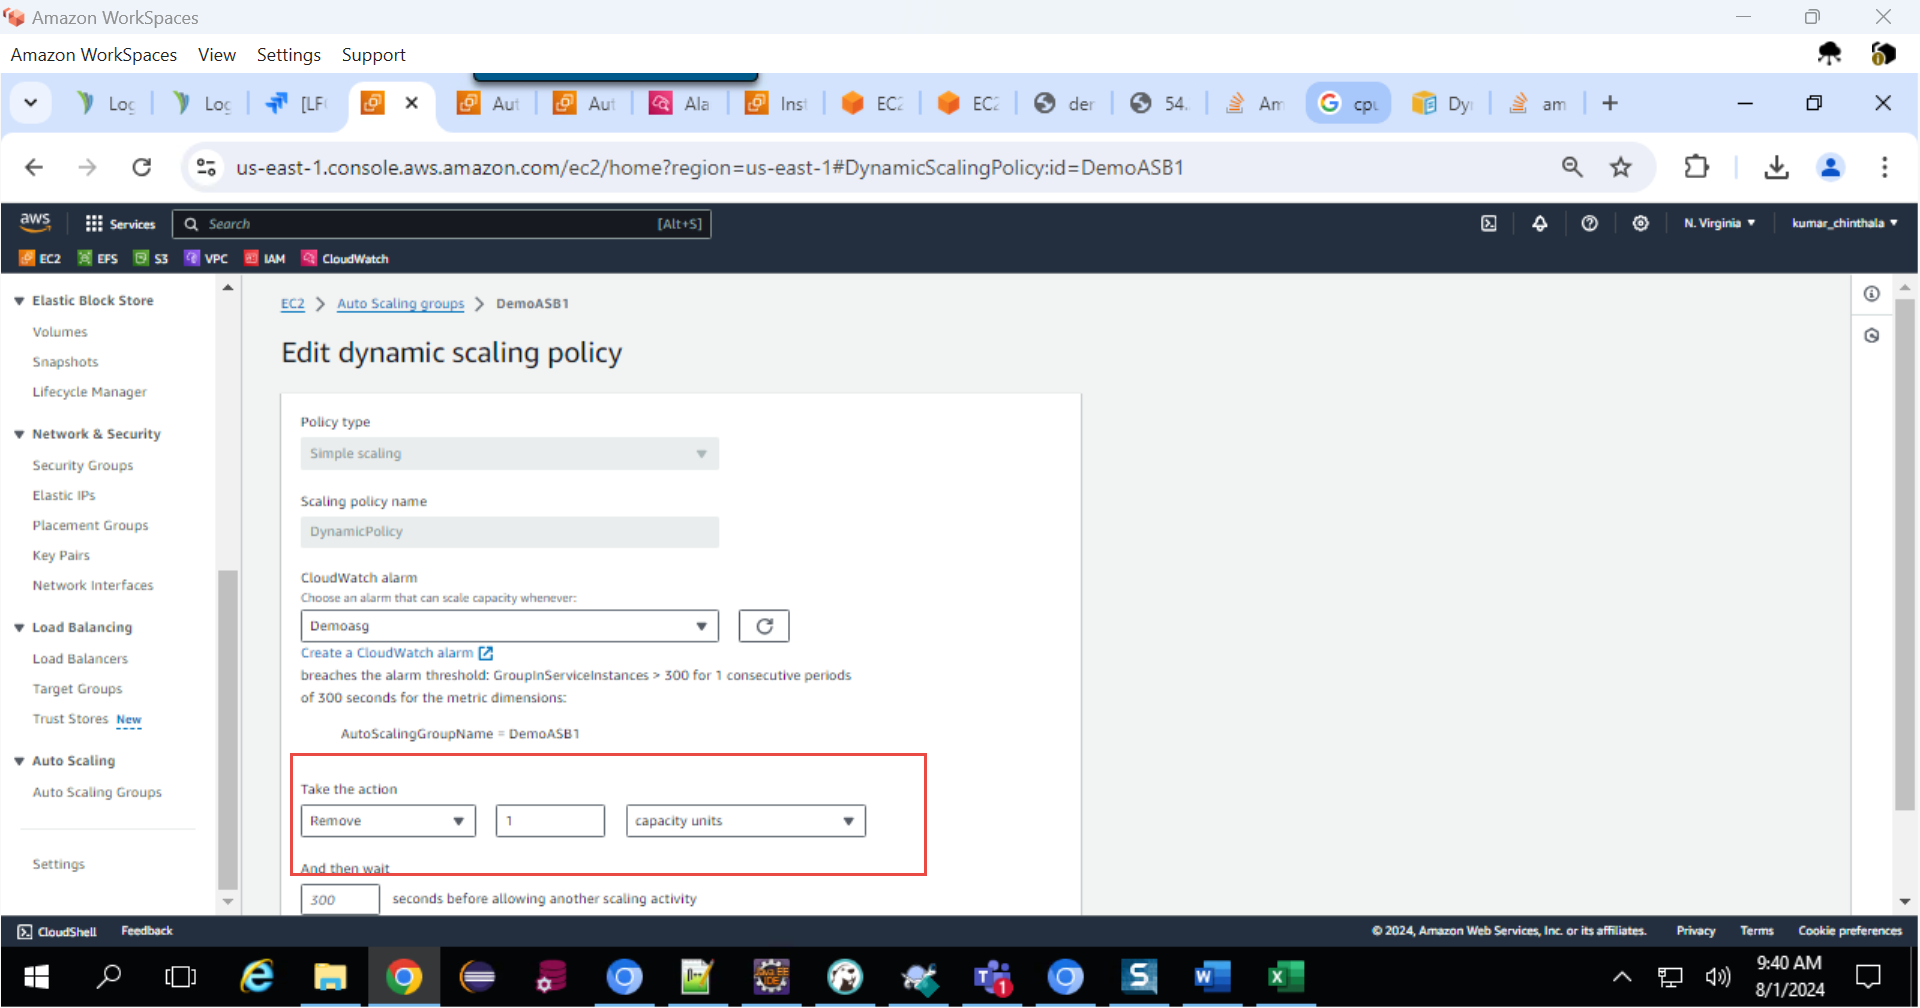 Amazon WorkSpaces
Amazon WorkSpaces View Settings Support
Log Log [LF Aut Aut Ala Inst EC2 EC2 der 54. Am cpu Dyn am
us-east-1.console.aws.amazon.com/ec2/home?region=us-east-1#DynamicScalingPolicy:id=DemoASB1
aws Services Search [Alt+S] N. Virginia kumar_chinthala
EC2 EFS S3 VPC IAM CloudWatch
Elastic Block Store
Volumes
Snapshots
Lifecycle Manager
Network & Security
Security Groups
Elastic IPs
Placement Groups
Key Pairs
Network Interfaces
Load Balancing
Load Balancers
Target Groups
Trust Stores New
Auto Scaling
Auto Scaling Groups
Settings
EC2 > Auto Scaling groups > DemoASB1
Edit dynamic scaling policy
Policy type
Simple scaling
Scaling policy name
DynamicPolicy
CloudWatch alarm
Choose an alarm that can scale capacity whenever:
Demoasg
Create a CloudWatch alarm
breaches the alarm threshold: GroupInServiceInstances > 300 for 1 consecutive periods
of 300 seconds for the metric dimensions:
AutoScalingGroupName = DemoASB1
Take the action
Remove 1 capacity units
And then wait
300 seconds before allowing another scaling activity
CloudShell Feedback © 2024, Amazon Web Services, Inc. or its affiliates. Privacy Terms Cookie preferences
9:40 AM
8/1/2024